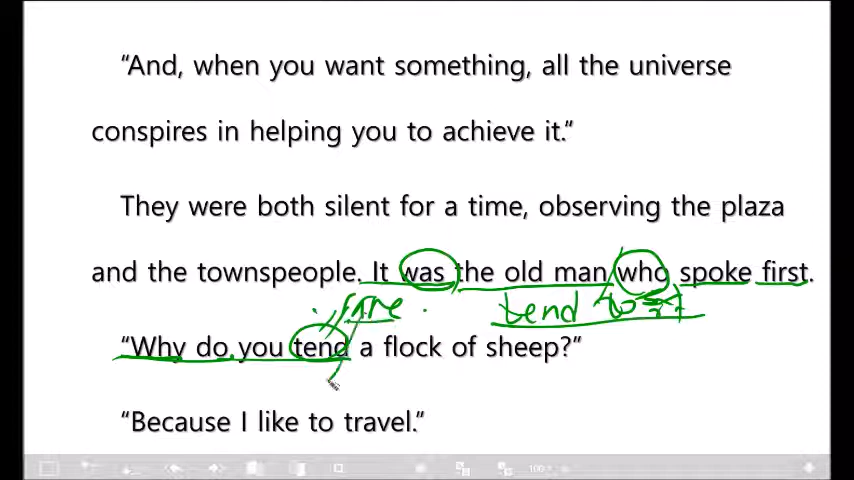 “And, when you want something, all the universe
conspires in helping you to achieve it.”
They were both silent for a time, observing the plaza
and the townspeople. It was the old man who spoke first.
tend to
“Why do you tend a flock of sheep?”
“Because I like to travel.”
100